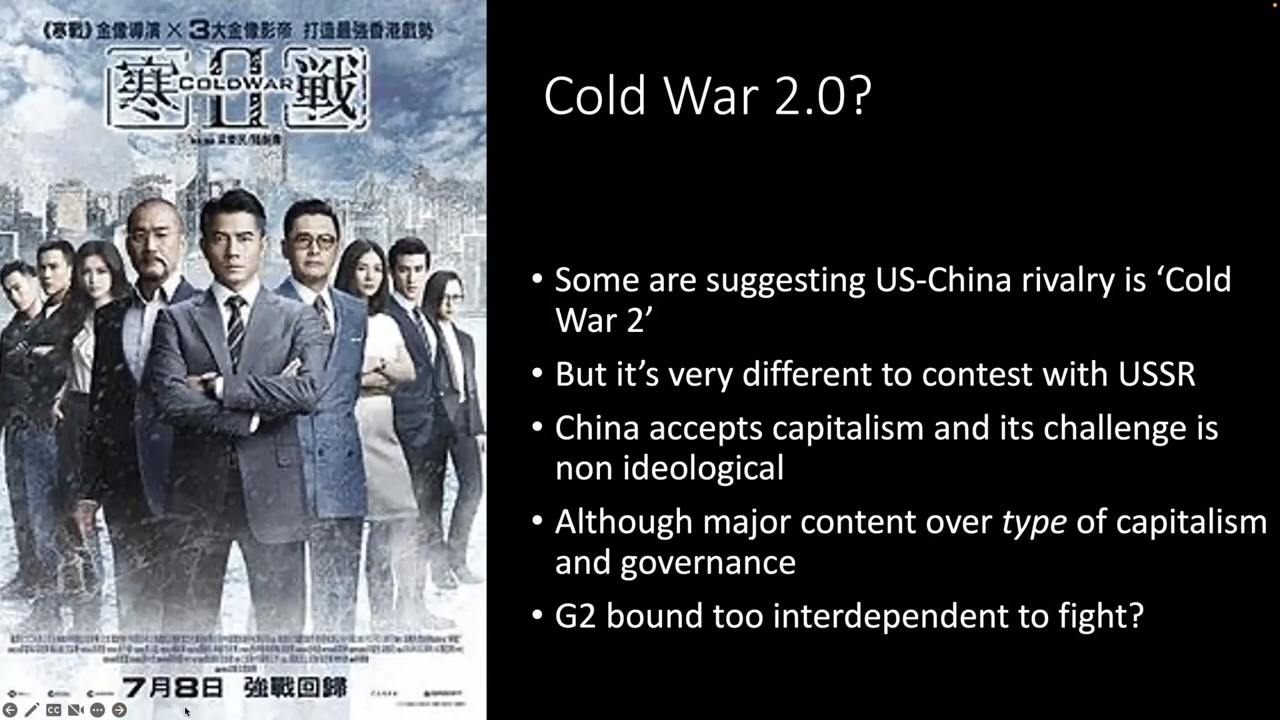 《寒戰》金像導演 × 3大金像影帝 打造最強香港戲勢
寒 II 戰
COLDWAR
7月8日 強戰回歸
Cold War 2.0?
• Some are suggesting US-China rivalry is ‘Cold
War 2’
• But it’s very different to contest with USSR
• China accepts capitalism and its challenge is
non ideological
• Although major content over type of capitalism
and governance
• G2 bound too interdependent to fight?